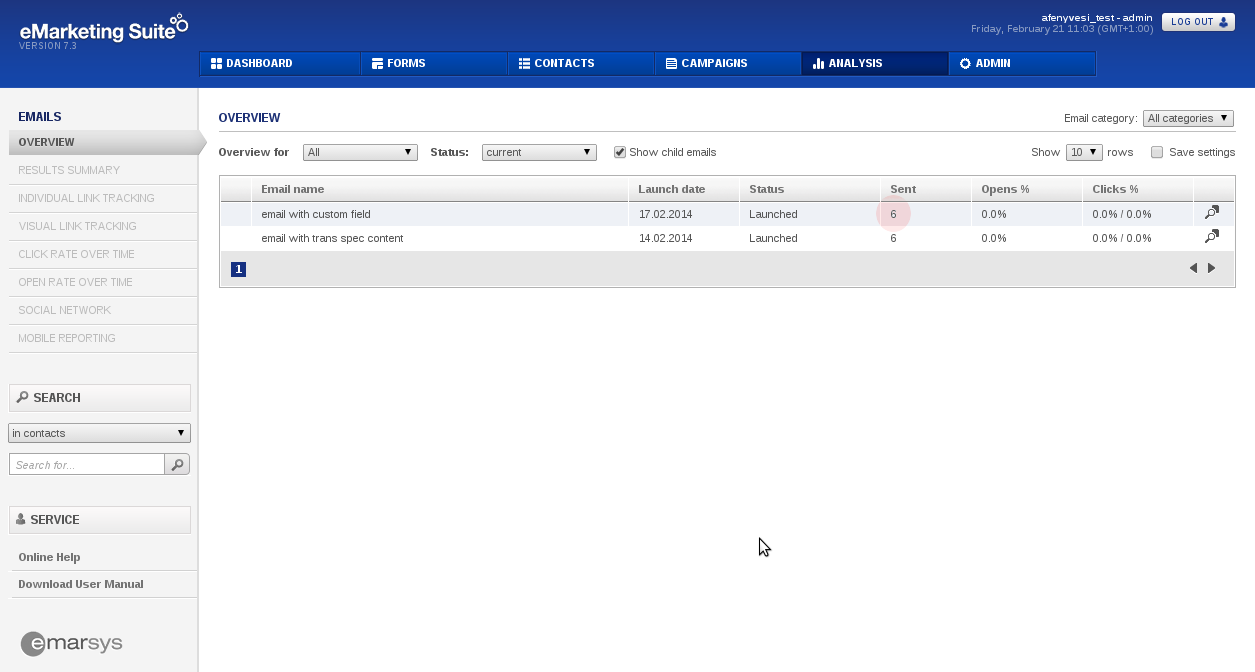 eMarketing Suite
VERSION 7.3
afenyvesi_test - admin
Friday, February 21 11:03 (GMT+1:00)
LOG OUT
DASHBOARD
FORMS
CONTACTS
CAMPAIGNS
ANALYSIS
ADMIN
EMAILS
OVERVIEW
RESULTS SUMMARY
INDIVIDUAL LINK TRACKING
VISUAL LINK TRACKING
CLICK RATE OVER TIME
OPEN RATE OVER TIME
SOCIAL NETWORK
MOBILE REPORTING
SEARCH
in contacts
Search for...
SERVICE
Online Help
Download User Manual
emarsys
OVERVIEW
Email category: All categories
Overview for All Status: current Show child emails Show 10 rows Save settings
Email name Launch date Status Sent Opens % Clicks %
email with custom field 17.02.2014 Launched 6 0.0% 0.0% / 0.0%
email with trans spec content 14.02.2014 Launched 6 0.0% 0.0% / 0.0%
1